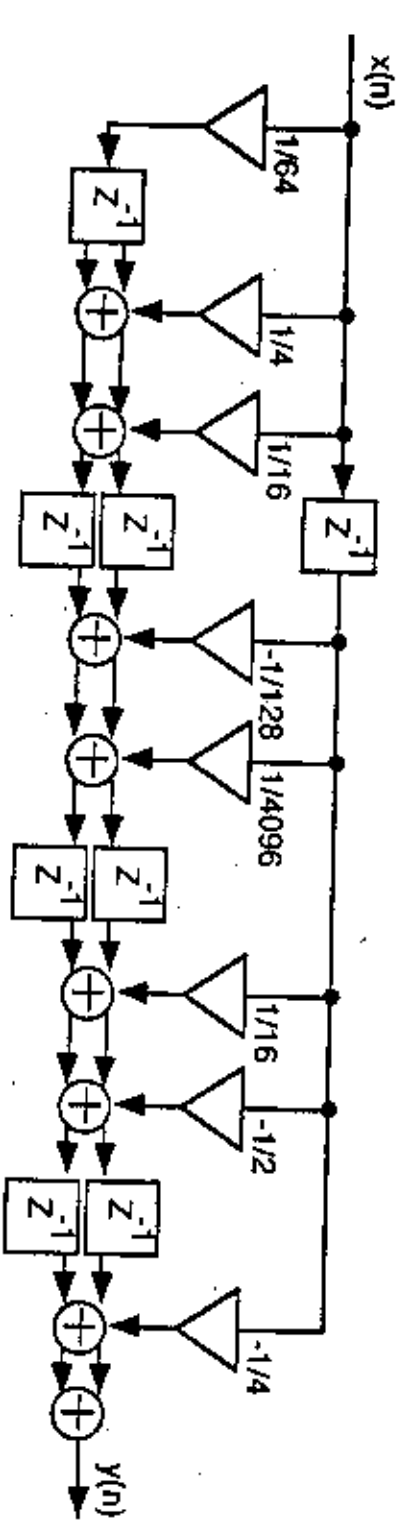 x(n)
1/64
1/4
1/16
-1/128
1/4096
1/16
-1/2
-1/4
z⁻¹
z⁻¹
z⁻¹
z⁻¹
z⁻¹
z⁻¹
z⁻¹
z⁻¹
+
+
+
+
+
+
+
+
y(n)